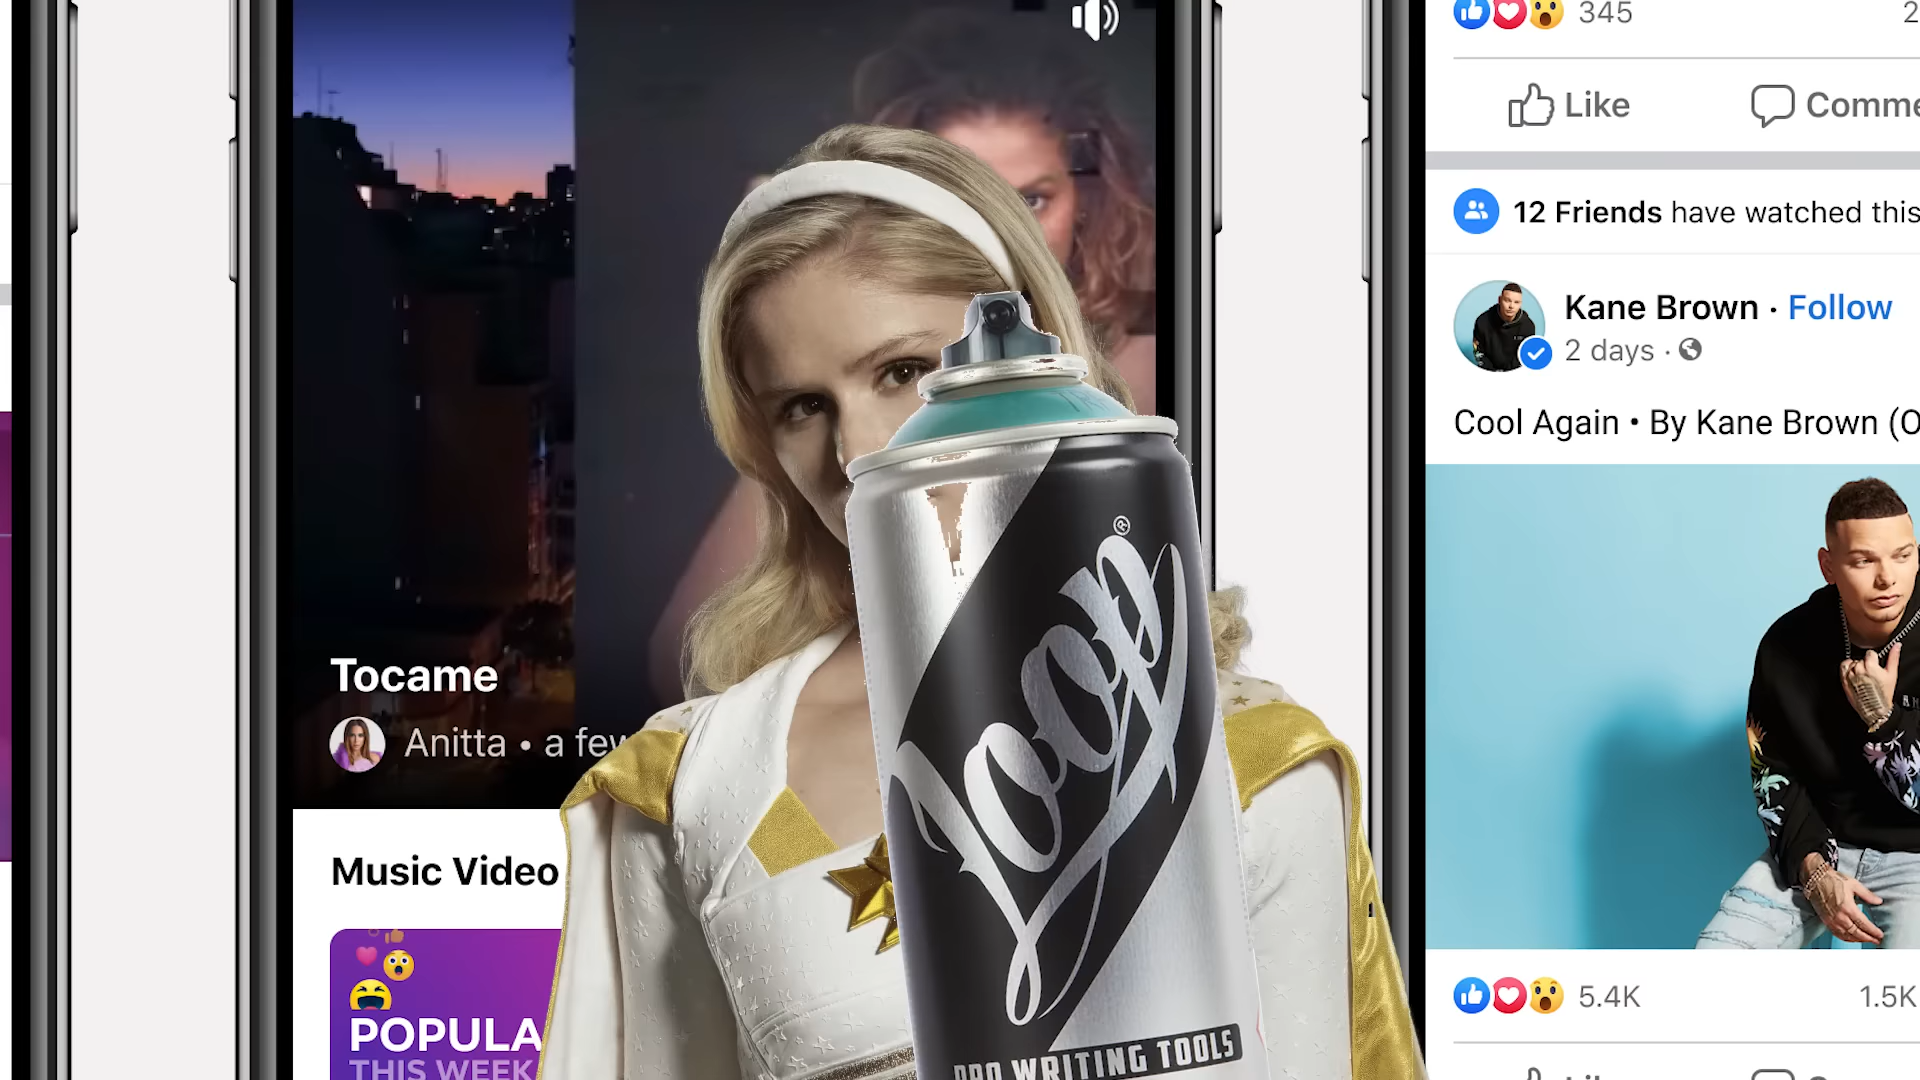 Tocame
Anitta • a few
Music Video
POPULA
THIS WEEK
Loop®
PRO WRITING TOOLS
345
2
Like
Comme
12 Friends have watched this
Kane Brown · Follow
2 days ·
Cool Again • By Kane Brown (O
5.4K
1.5K